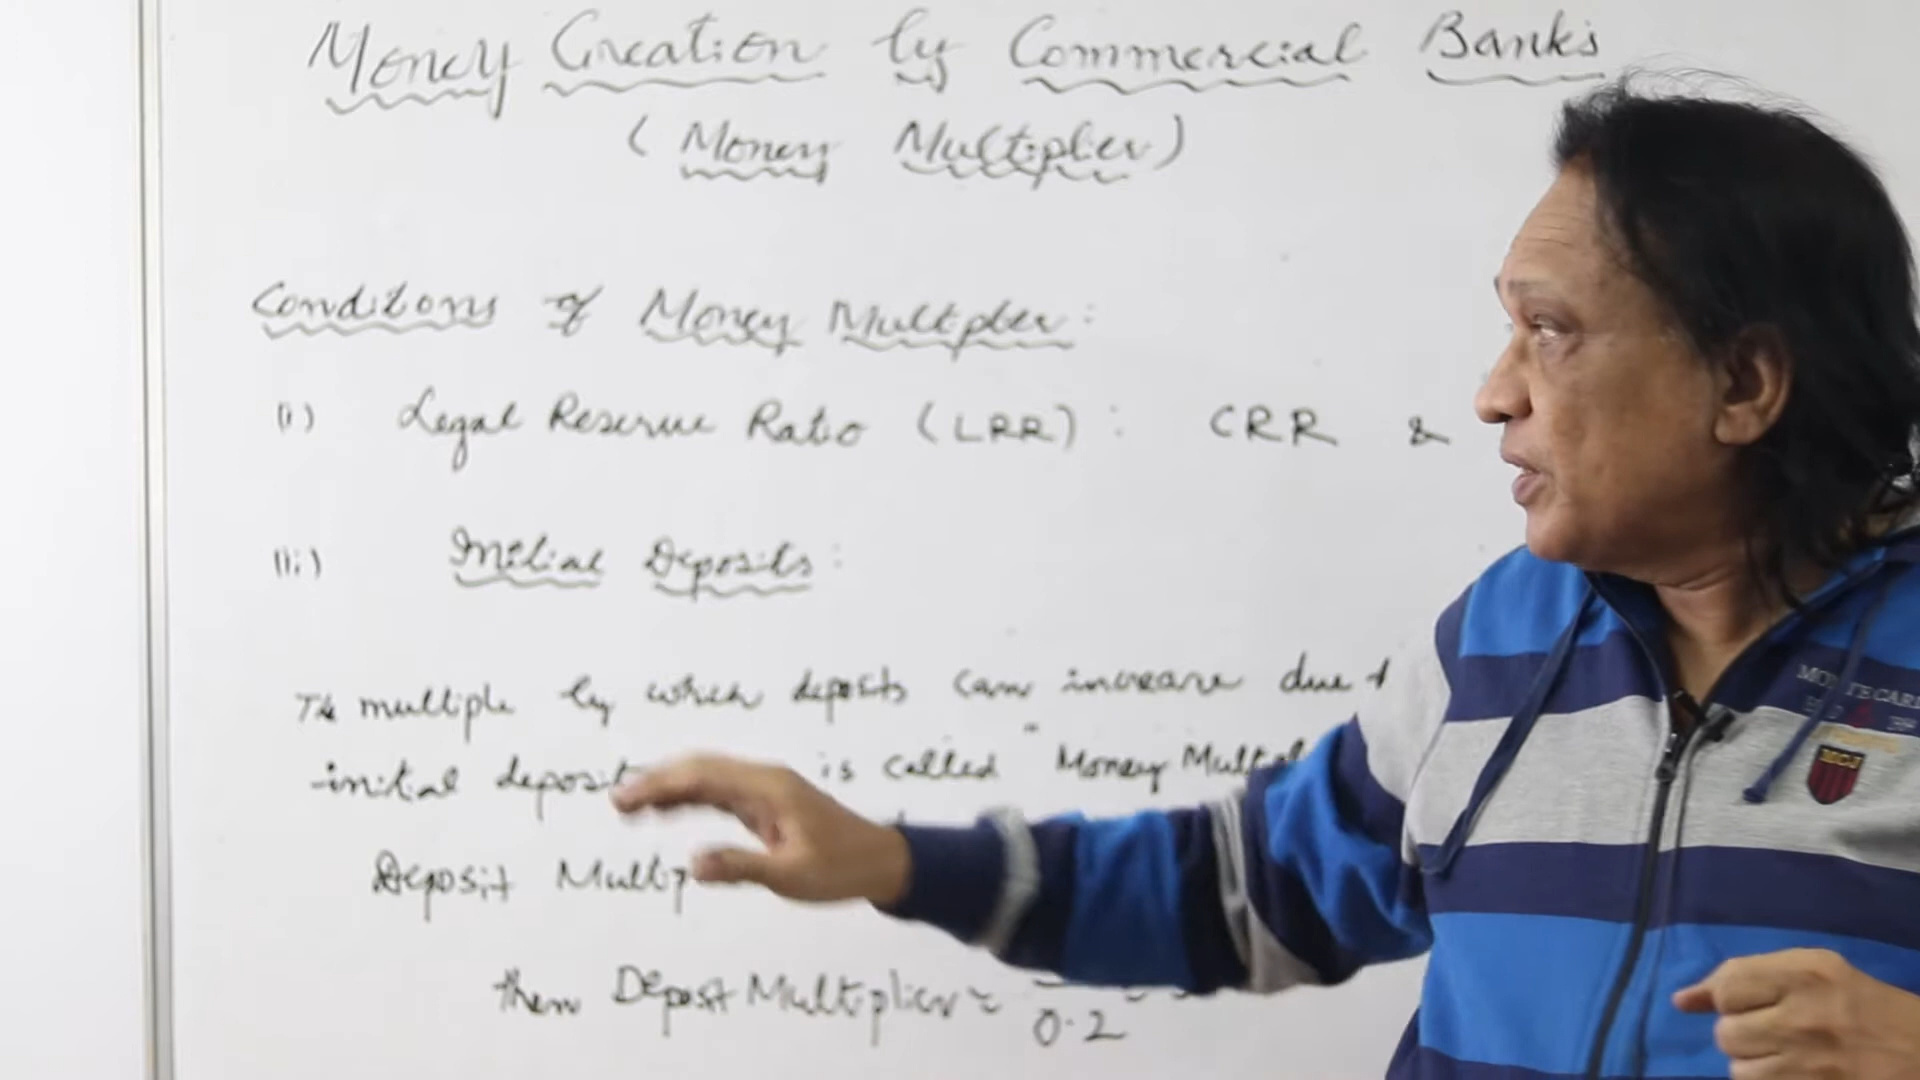 Money Creation by Commercial Banks
(Money Multiplier)
Conditions of Money Multiplier:
(i) Legal Reserve Ratio (LRR): CRR &
(ii) Initial Deposits:
The multiple by which deposits can increase due
initial deposit is called "Money
Deposit
then Deposit Multiplier =
0.2
MCJ